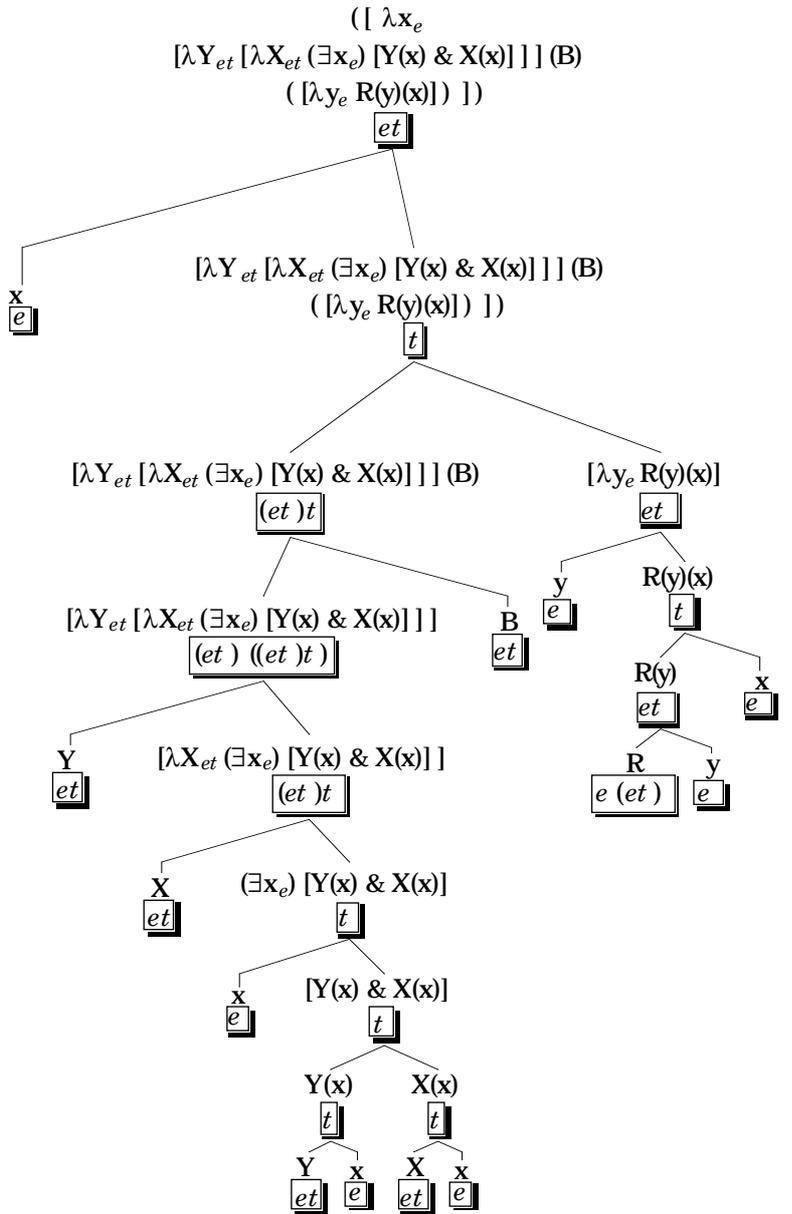 ( [ λx_e
[λY_et [λX_et (∃x_e) [Y(x) & X(x)] ] ] (B)
( [λy_e R(y)(x)] ) ] )
et
[λY_et [λX_et (∃x_e) [Y(x) & X(x)] ] ] (B)
( [λy_e R(y)(x)] ) ] )
x
e
t
[λY_et [λX_et (∃x_e) [Y(x) & X(x)] ] ] (B)
[λy_e R(y)(x)]
(et )t
et
y
R(y)(x)
e
t
[λY_et [λX_et (∃x_e) [Y(x) & X(x)] ] ]
B
(et ) ((et )t )
et
R(y)
x
et
e
Y
[λX_et (∃x_e) [Y(x) & X(x)] ]
R
y
et
(et )t
e (et )
e
X
(∃x_e) [Y(x) & X(x)]
et
t
x
[Y(x) & X(x)]
e
t
Y(x)
X(x)
t
t
Y
x
X
x
et
e
et
e